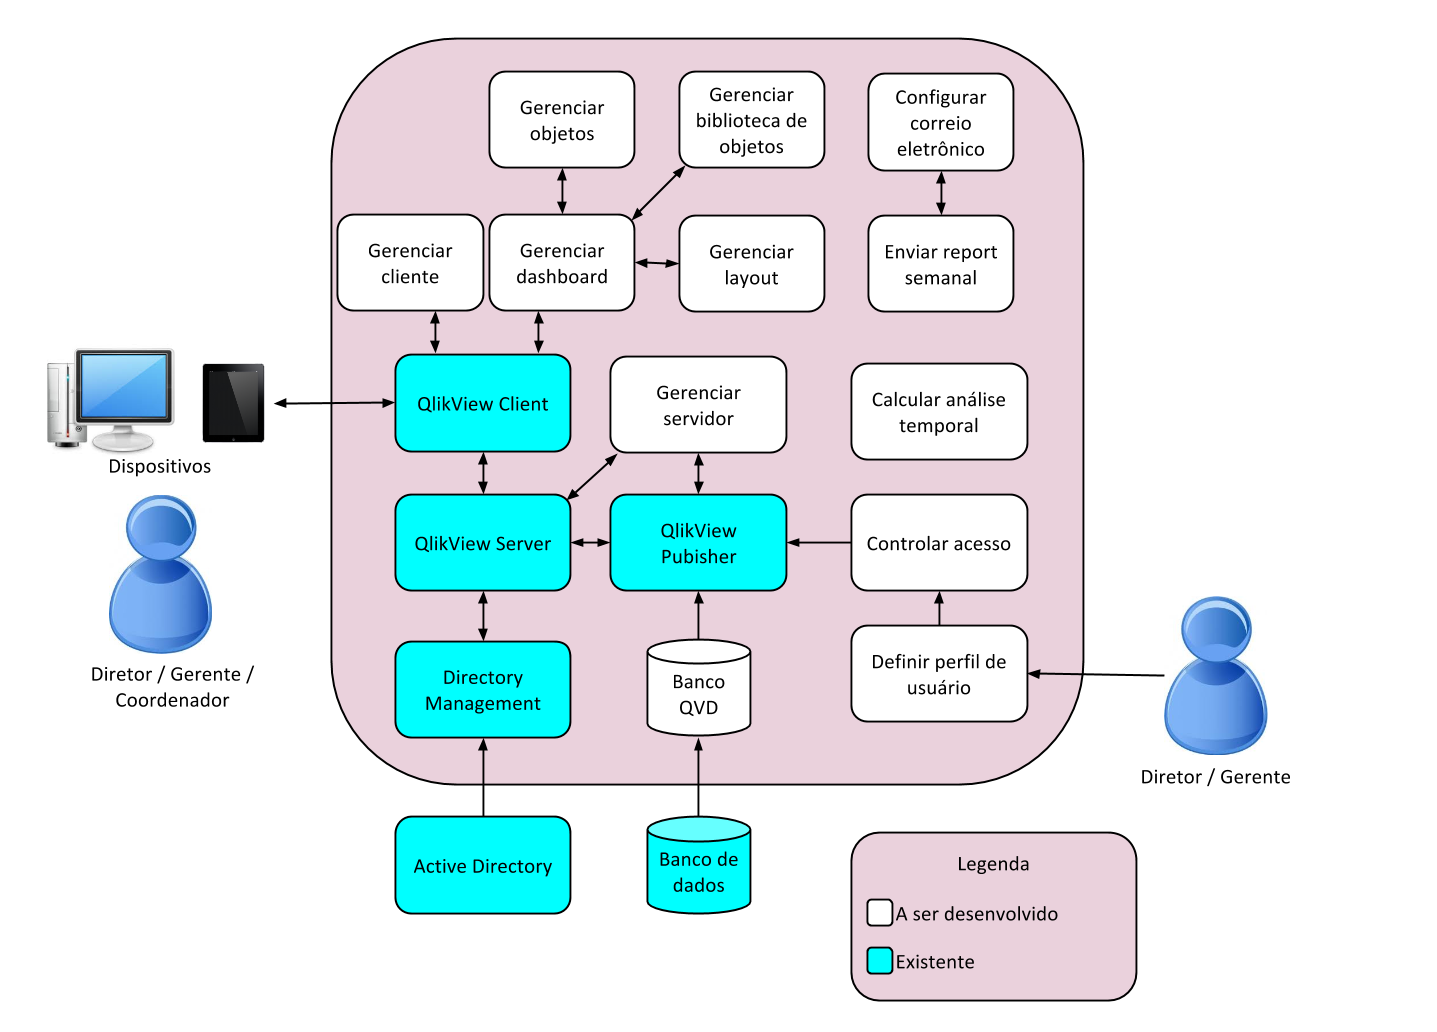 Gerenciar
objetos
Gerenciar
biblioteca de
objetos
Configurar
correio
eletrônico
Gerenciar
cliente
Gerenciar
dashboard
Gerenciar
layout
Enviar report
semanal
QlikView Client
Gerenciar
servidor
Calcular análise
temporal
Dispositivos
QlikView Server
QlikView
Pubisher
Controlar acesso
Diretor / Gerente /
Coordenador
Directory
Management
Banco
QVD
Definir perfil de
usuário
Diretor / Gerente
Active Directory
Banco de
dados
Legenda
A ser desenvolvido
Existente